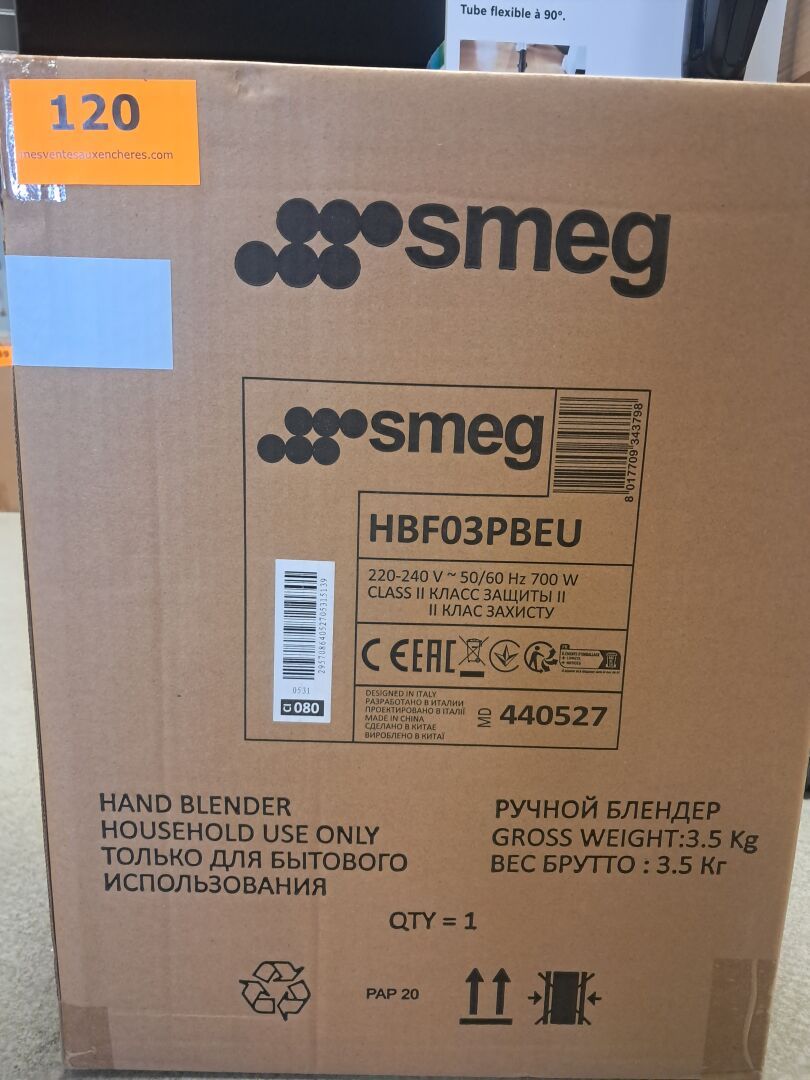 Tube flexible à 90°.
120
mesventesauxencheres.com
smeg
smeg
8 017709 343798
HBF03PBEU
220-240 V ~ 50/60 Hz 700 W
CLASS II КЛАСС ЗАЩИТЫ II
II КЛАС ЗАХИСТУ
CE EAC
DESIGNED IN ITALY
РАЗРАБОТАНО В ИТАЛИИ
ПРОЕКТИРОВАНО В ІТАЛІЇ
MADE IN CHINA
СДЕЛАНО В КИТАЕ
ВИРОБЛЕНО В КИТАЇ
MD 440527
0531
CI 080
HAND BLENDER
HOUSEHOLD USE ONLY
ТОЛЬКО ДЛЯ БЫТОВОГО
ИСПОЛЬЗОВАНИЯ
РУЧНОЙ БЛЕНДЕР
GROSS WEIGHT:3.5 Kg
ВЕС БРУТТО : 3.5 Кг
QTY = 1
PAP 20